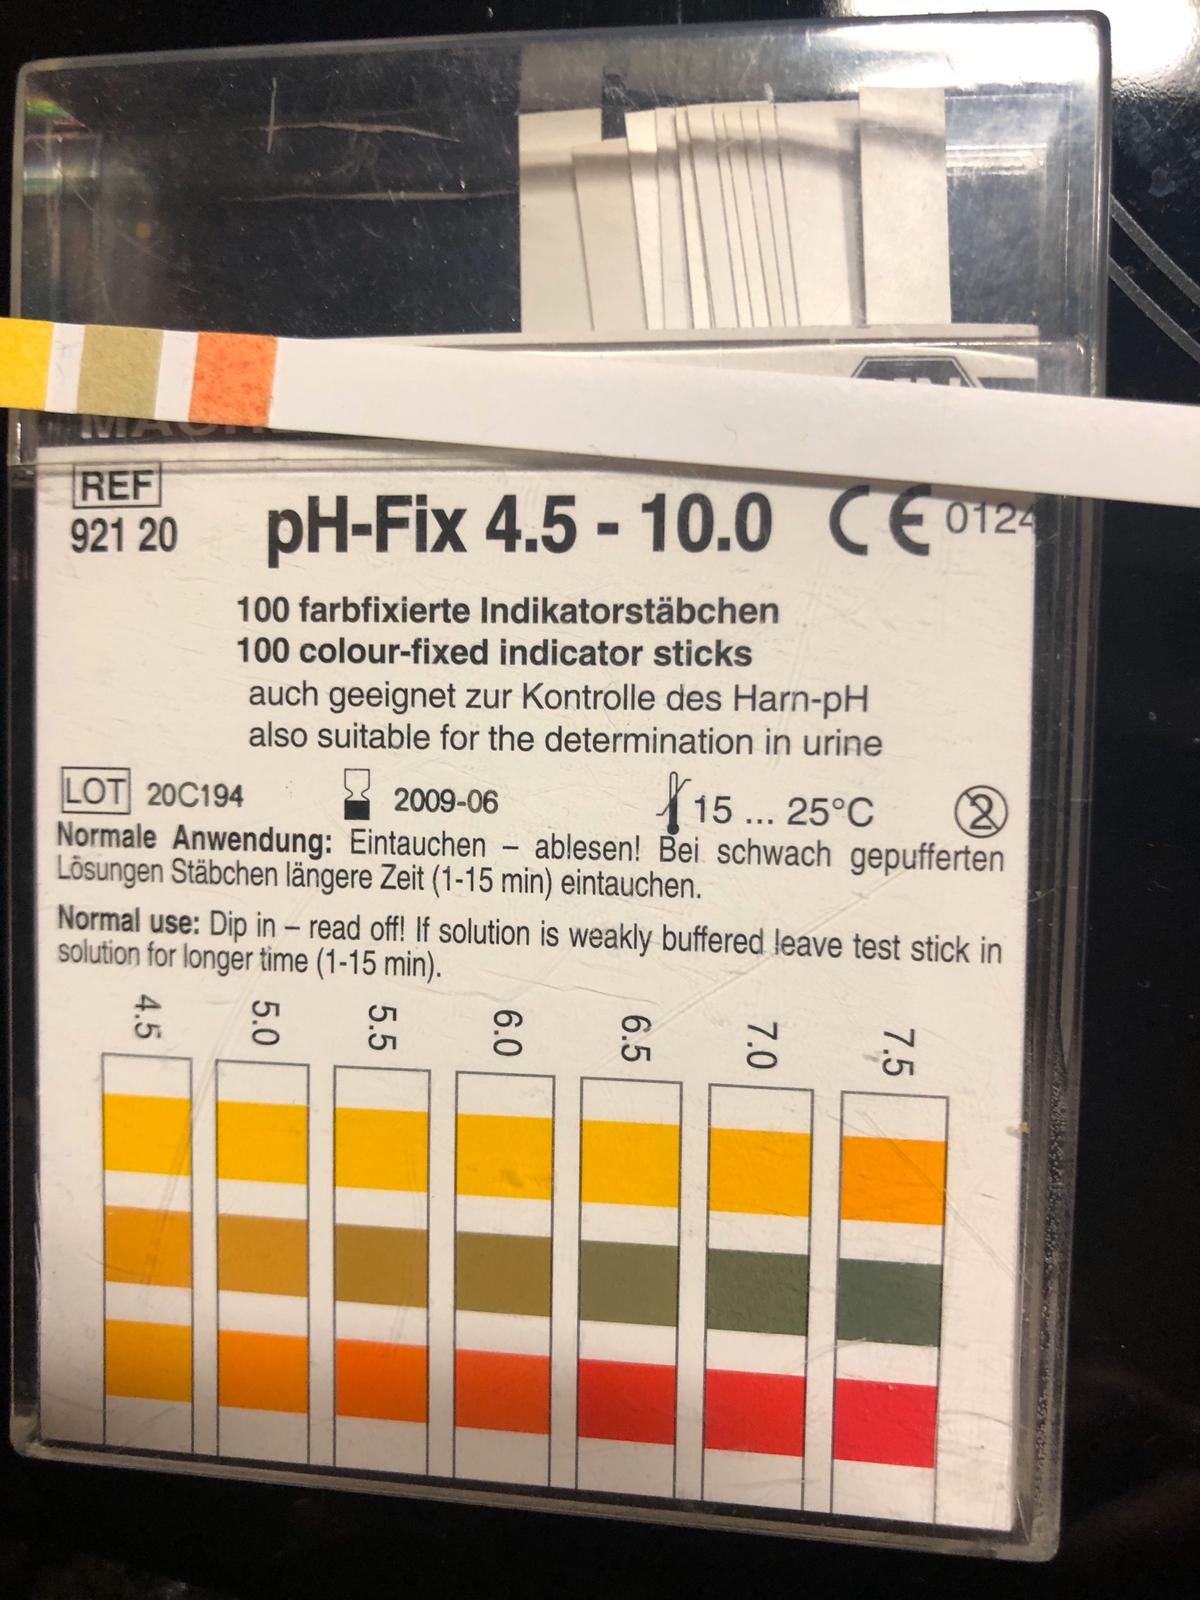 REF
921 20
pH-Fix 4.5 - 10.0
CE 0124
100 farbfixierte Indikatorstäbchen
100 colour-fixed indicator sticks
auch geeignet zur Kontrolle des Harn-pH
also suitable for the determination in urine
LOT 20C194 2009-06 15 ... 25°C 2
Normale Anwendung: Eintauchen – ablesen! Bei schwach gepufferten
Lösungen Stäbchen längere Zeit (1-15 min) eintauchen.
Normal use: Dip in – read off! If solution is weakly buffered leave test stick in
solution for longer time (1-15 min).
4.5 5.0 5.5 6.0 6.5 7.0 7.5